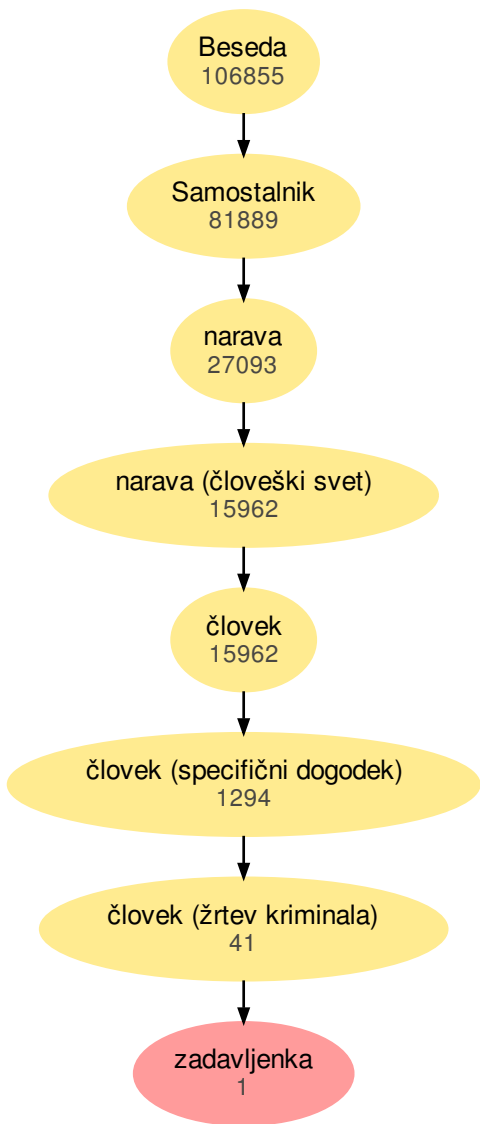 Beseda
106855
Samostalnik
81889
narava
27093
narava (človeški svet)
15962
človek
15962
človek (specifični dogodek)
1294
človek (žrtev kriminala)
41
zadavljenka
1